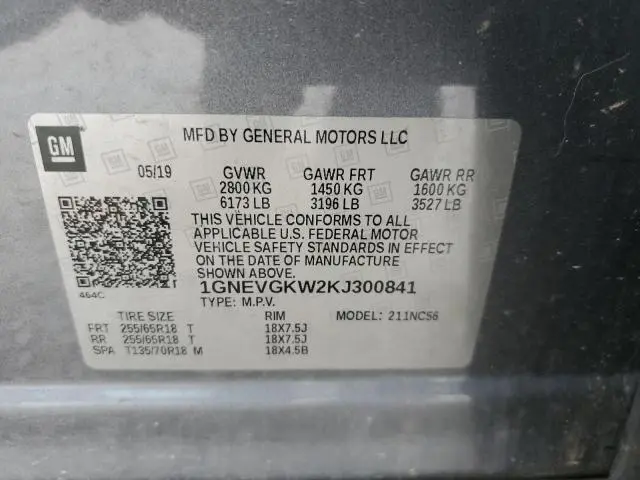 GM
MFD BY GENERAL MOTORS LLC
05/19 GVWR GAWR FRT GAWR RR
2800 KG 1450 KG 1600 KG
6173 LB 3196 LB 3527 LB
THIS VEHICLE CONFORMS TO ALL
APPLICABLE U.S. FEDERAL MOTOR
VEHICLE SAFETY STANDARDS IN EFFECT
ON THE DATE OF MANUFACTURE
SHOWN ABOVE.
464C 1GNEVGKW2KJ300841
TYPE: M.P.V.
TIRE SIZE RIM MODEL: 211NC56
FRT 255/65R18 T 18X7.5J
RR 255/65R18 T 18X7.5J
SPA T135/70R18 M 18X4.5B